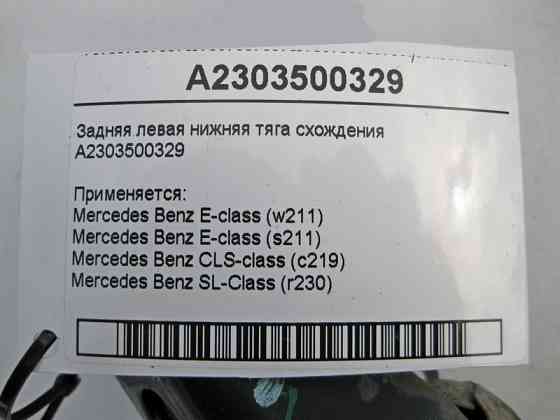 A2303500329
Задняя левая нижняя тяга схождения
A2303500329
Применяется:
Mercedes Benz E-class (w211)
Mercedes Benz E-class (s211)
Mercedes Benz CLS-class (c219)
Mercedes Benz SL-Class (r230)